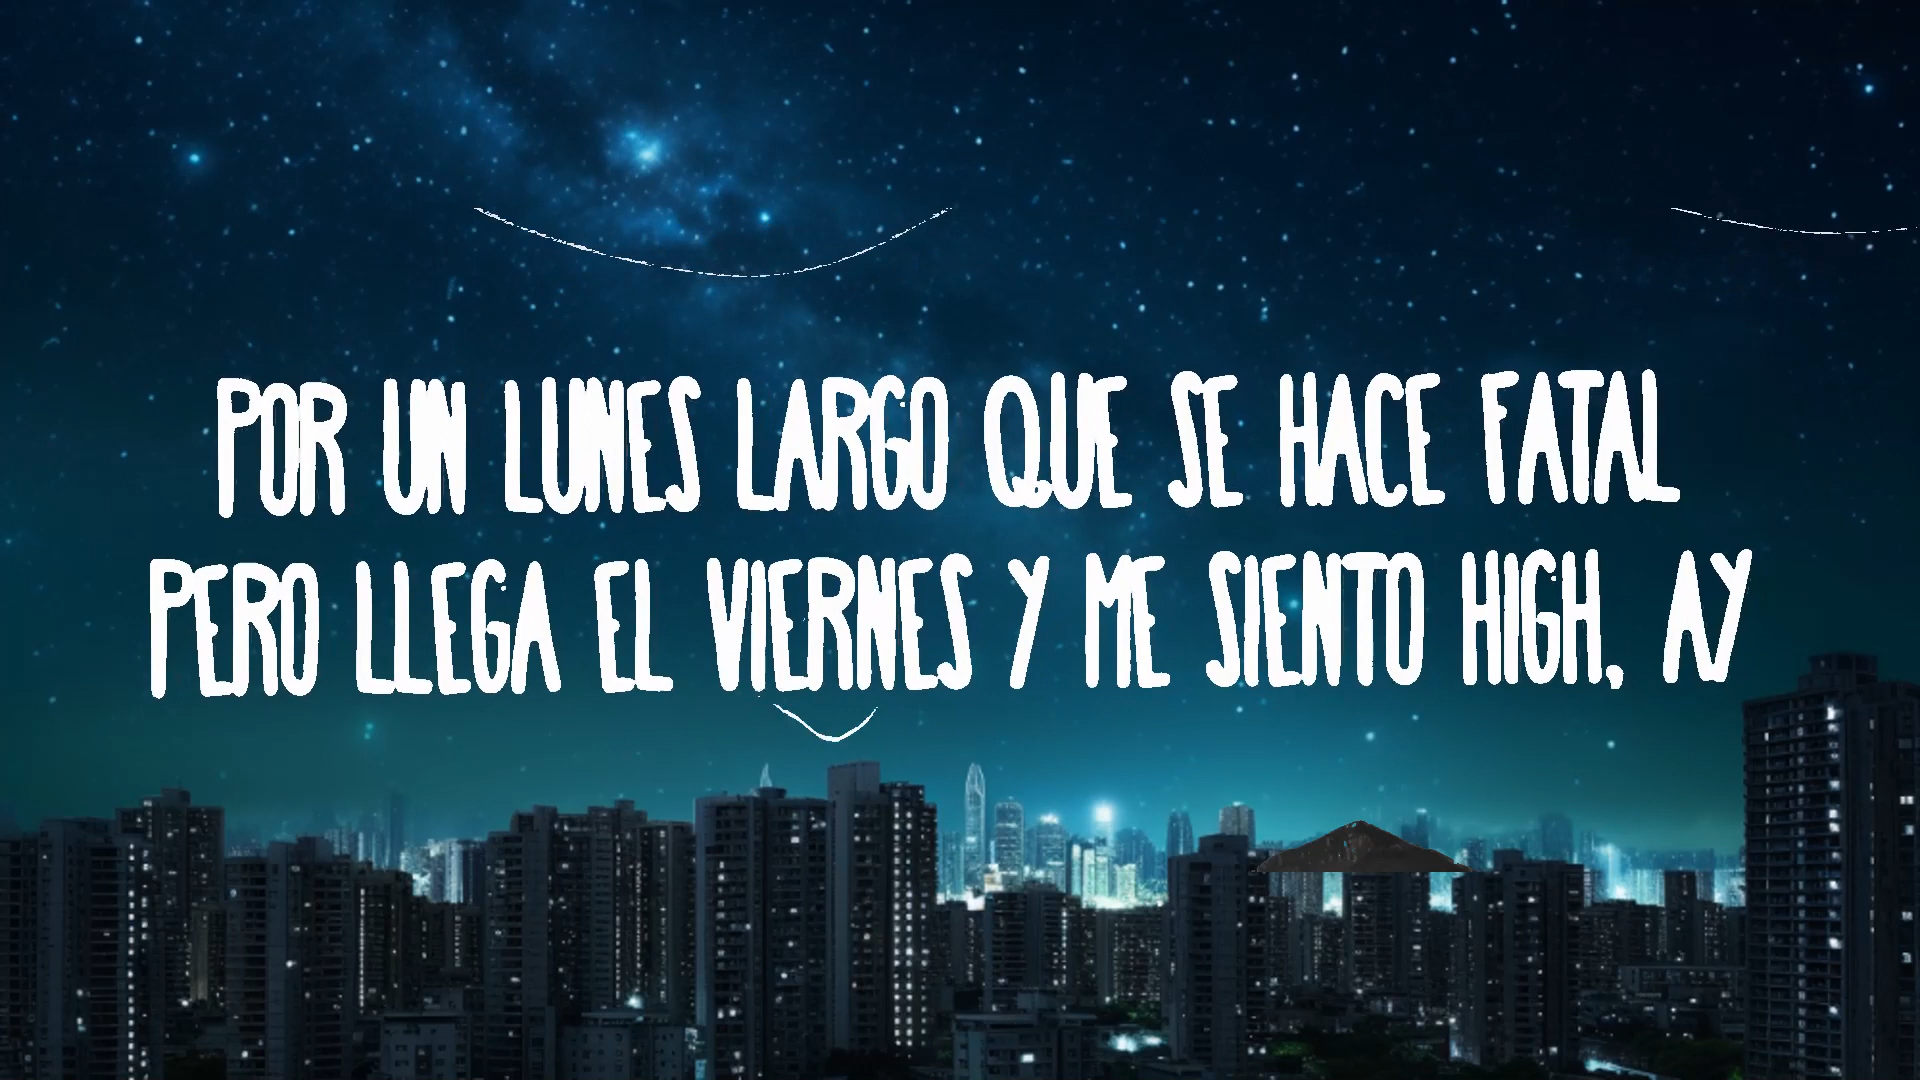 POR UN LUNES LARGO QUE SE HACE FATAL
PERO LLEGA EL VIERNES Y ME SIENTO HIGH, AY